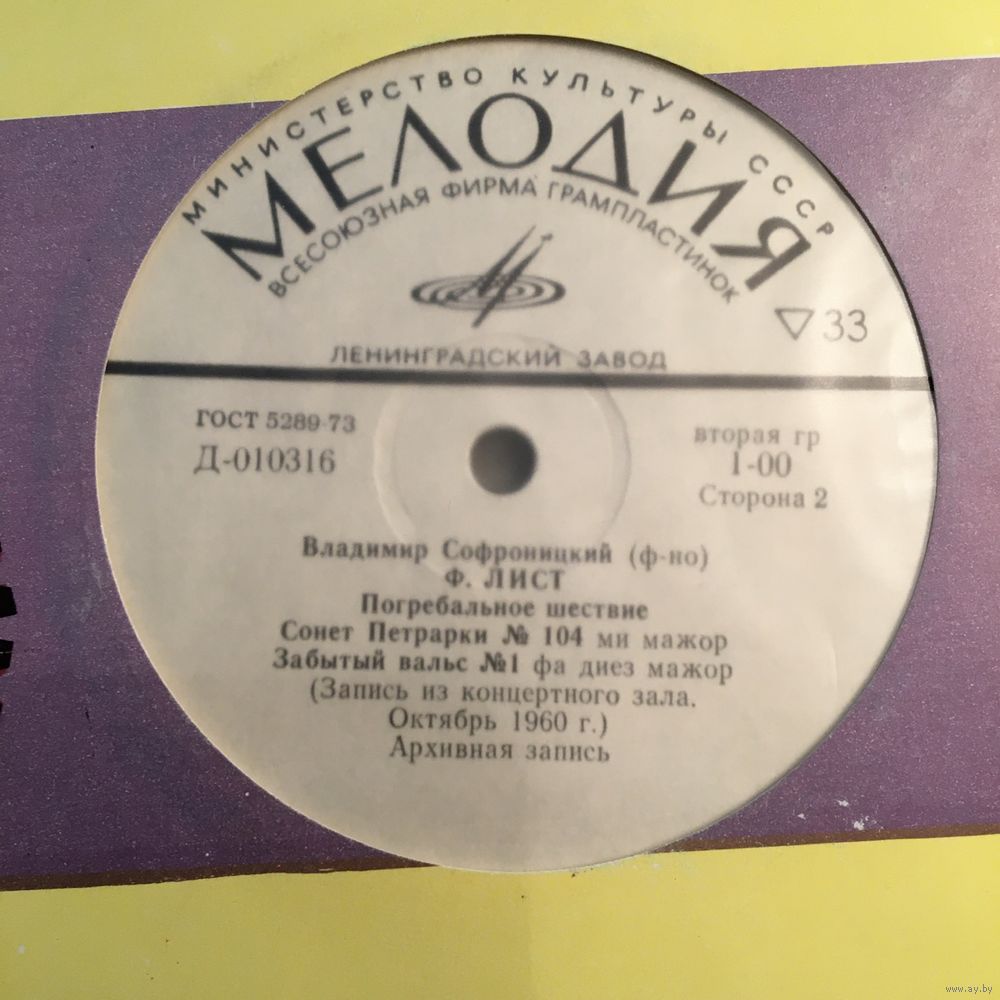 МИНИСТЕРСТВО КУЛЬТУРЫ СССР
МЕЛОДИЯ
ВСЕСОЮЗНАЯ ФИРМА ГРАМПЛАСТИНОК
33
ЛЕНИНГРАДСКИЙ ЗАВОД
ГОСТ 5289-73
Д-010316
вторая гр
1-00
Сторона 2
Владимир Софроницкий (ф-но)
Ф. ЛИСТ
Погребальное шествие
Сонет Петрарки № 104 ми мажор
Забытый вальс №1 фа диез мажор
(Запись из концертного зала.
Октябрь 1960 г.)
Архивная запись
www.ay.by